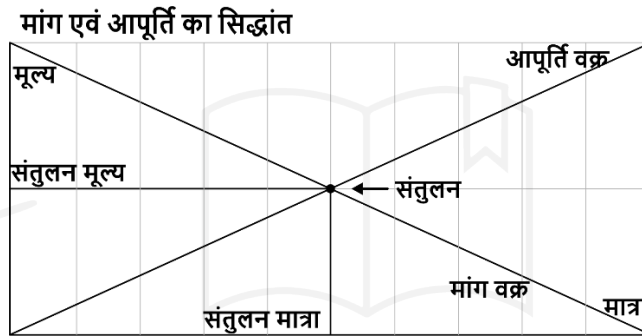 मांग एवं आपूर्ति का सिद्धांत
आपूर्ति वक्र
मूल्य
संतुलन मूल्य
संतुलन
मांग वक्र
मात्र
संतुलन मात्रा